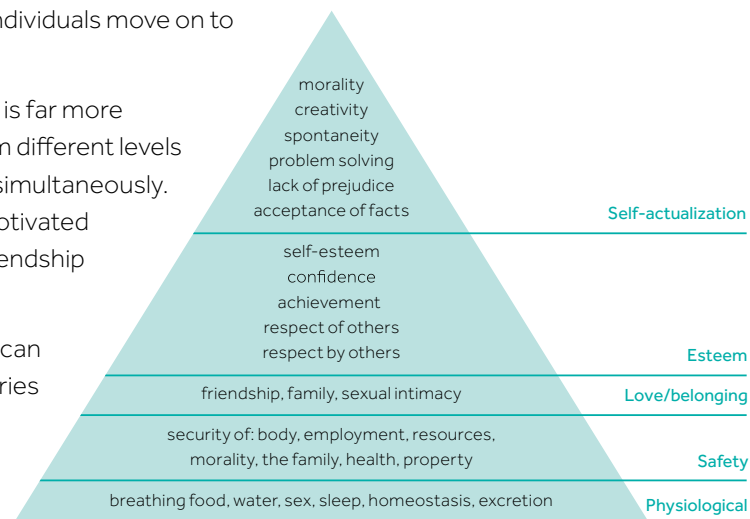 ndividuals move on to
is far more
n different levels
simultaneously.
otivated
endship
can
ries
morality
creativity
spontaneity
problem solving
lack of prejudice
acceptance of facts
Self-actualization
self-esteem
confidence
achievement
respect of others
respect by others
Esteem
friendship, family, sexual intimacy
Love/belonging
security of: body, employment, resources,
morality, the family, health, property
Safety
breathing food, water, sex, sleep, homeostasis, excretion
Physiological